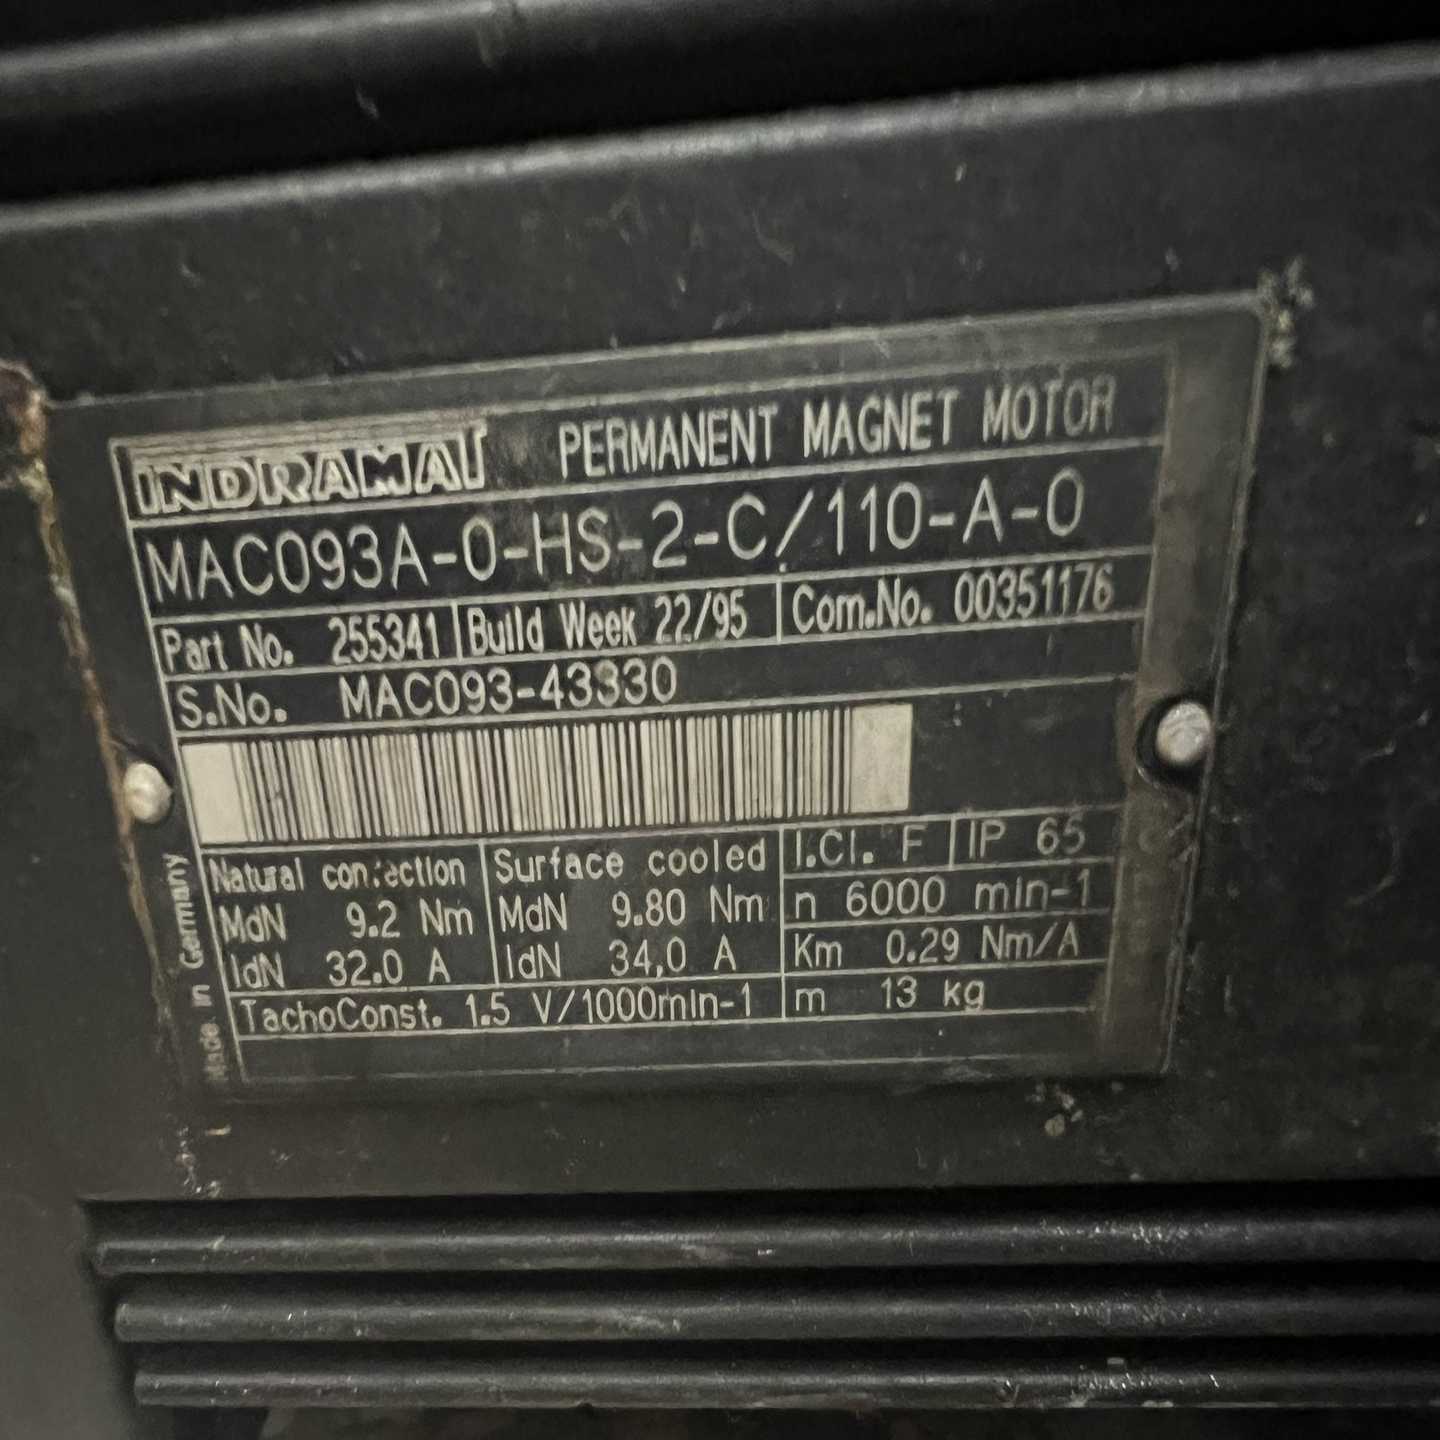 INDRAMAT PERMANENT MAGNET MOTOR
MAC093A-0-HS-2-C/110-A-0
Part No. 255341 Build Week 22/95 Com.No. 00351176
S.No. MAC093-43330
Natural convection Surface cooled I.Cl. F IP 65
MdN 9.2 Nm MdN 9.80 Nm n 6000 min-1
IdN 32.0 A IdN 34,0 A Km 0.29 Nm/A
TachoConst. 1.5 V/1000min-1 m 13 kg
Made in Germany